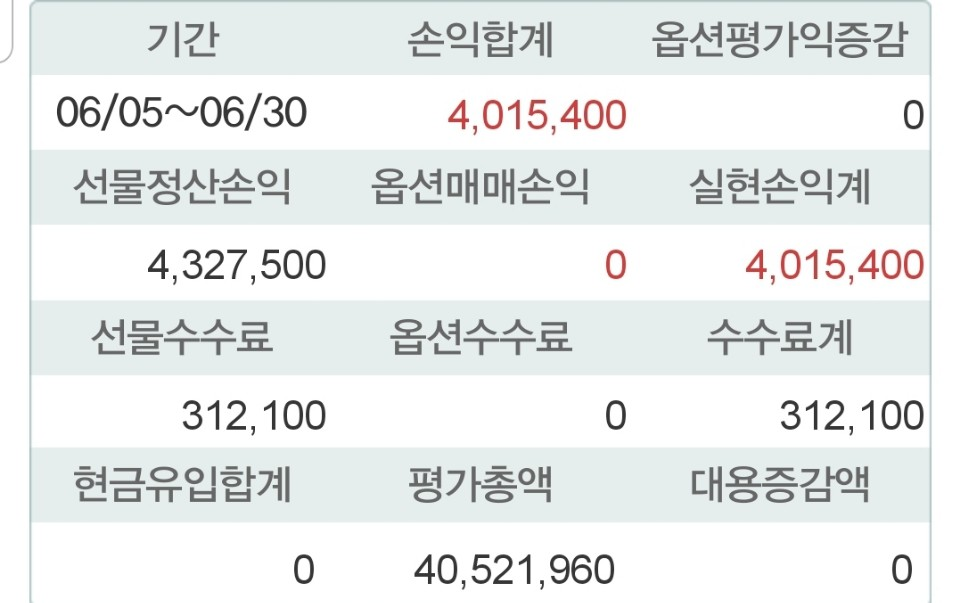 기간 손익합계 옵션평가익증감
06/05～06/30 4,015,400 0
선물정산손익 옵션매매손익 실현손익계
4,327,500 0 4,015,400
선물수수료 옵션수수료 수수료계
312,100 0 312,100
현금유입합계 평가총액 대용증감액
0 40,521,960 0